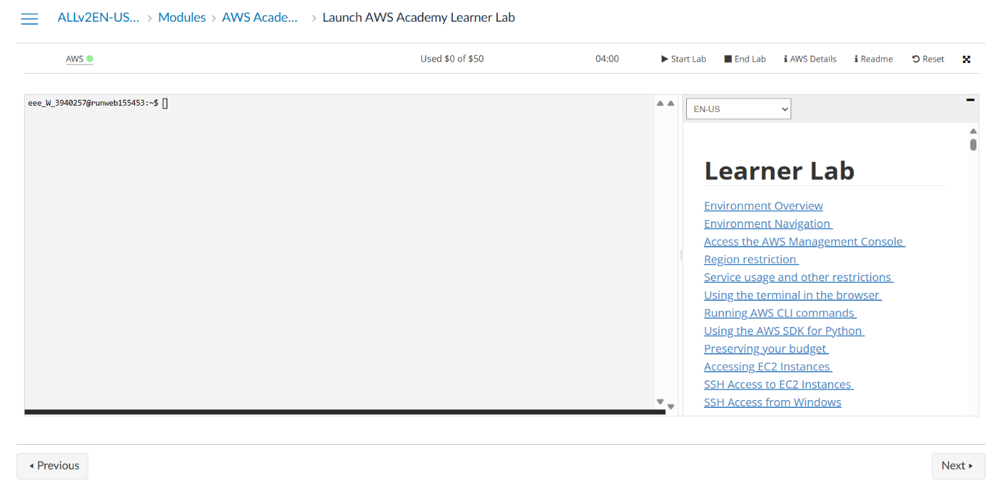 ALLv2EN-US... › Modules › AWS Acade... › Launch AWS Academy Learner Lab
AWS Used $0 of $50 04:00 Start Lab End Lab AWS Details Readme Reset
eee_W_3940257@runweb155453:~$
EN-US
Learner Lab
Environment Overview
Environment Navigation
Access the AWS Management Console
Region restriction
Service usage and other restrictions
Using the terminal in the browser
Running AWS CLI commands
Using the AWS SDK for Python
Preserving your budget
Accessing EC2 Instances
SSH Access to EC2 Instances
SSH Access from Windows
Previous Next